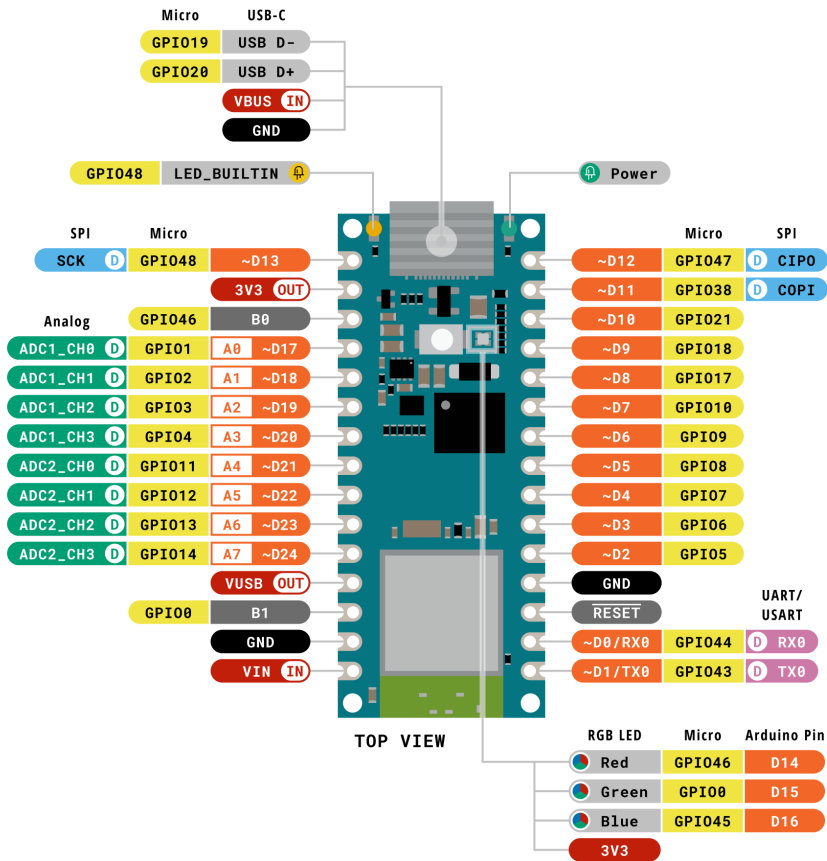 Micro USB-C
GPIO19 USB D-
GPIO20 USB D+
VBUS IN
GND
GPIO48 LED_BUILTIN
Power
SPI Micro
SCK D GPIO48 ~D13
3V3 OUT
GPIO46 B0
Analog
ADC1_CH0 D GPIO1 A0 ~D17
ADC1_CH1 D GPIO2 A1 ~D18
ADC1_CH2 D GPIO3 A2 ~D19
ADC1_CH3 D GPIO4 A3 ~D20
ADC2_CH0 D GPIO11 A4 ~D21
ADC2_CH1 D GPIO12 A5 ~D22
ADC2_CH2 D GPIO13 A6 ~D23
ADC2_CH3 D GPIO14 A7 ~D24
VUSB OUT
GPIO0 B1
GND
VIN IN
Micro SPI
~D12 GPIO47 D CIPO
~D11 GPIO38 D COPI
~D10 GPIO21
~D9 GPIO18
~D8 GPIO17
~D7 GPIO10
~D6 GPIO9
~D5 GPIO8
~D4 GPIO7
~D3 GPIO6
~D2 GPIO5
GND
RESET
UART/
USART
~D0/RX0 GPIO44 D RX0
~D1/TX0 GPIO43 D TX0
TOP VIEW
RGB LED Micro Arduino Pin
Red GPIO46 D14
Green GPIO0 D15
Blue GPIO45 D16
3V3